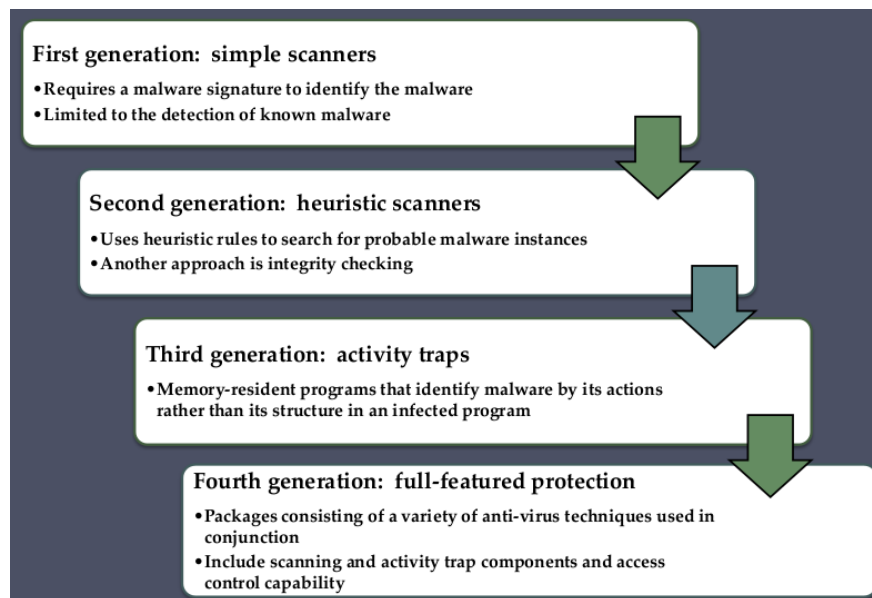 First generation:  simple scanners
•Requires a malware signature to identify the malware
•Limited to the detection of known malware
Second generation:  heuristic scanners
•Uses heuristic rules to search for probable malware instances
•Another approach is integrity checking
Third generation:  activity traps
•Memory-resident programs that identify malware by its actions
rather than its structure in an infected program
Fourth generation:  full-featured protection
•Packages consisting of a variety of anti-virus techniques used in
conjunction
•Include scanning and activity trap components and access
control capability